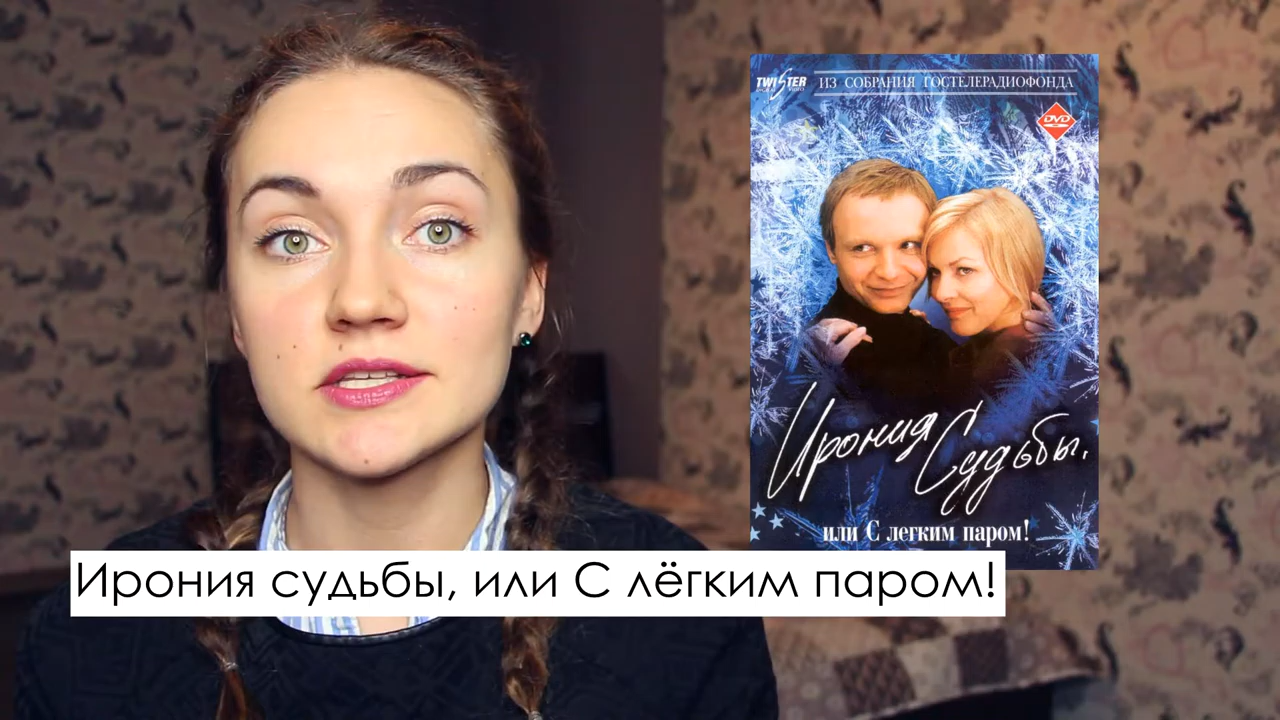 TWISTER
ИЗ СОБРАНИЯ ГОСТЕЛЕРАДИОФОНДА
DVD
Ирония Судьбы,
или С легким паром!
Ирония судьбы, или С лёгким паром!